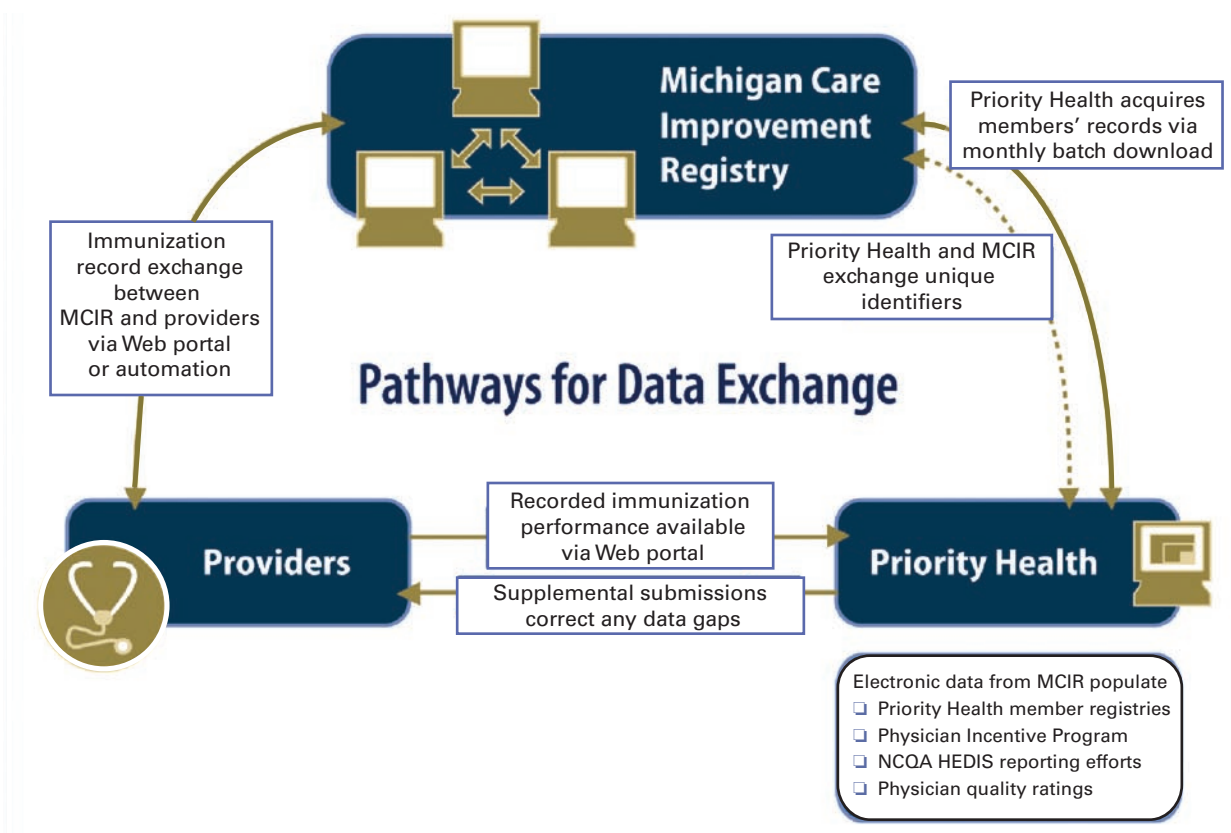 Michigan Care
Improvement
Registry
Priority Health acquires
members’ records via
monthly batch download
Immunization
record exchange
between
MCIR and providers
via Web portal
or automation
Priority Health and MCIR
exchange unique
identifiers
Pathways for Data Exchange
Providers
Recorded immunization
performance available
via Web portal
Supplemental submissions
correct any data gaps
Priority Health
Electronic data from MCIR populate
❏ Priority Health member registries
❏ Physician Incentive Program
❏ NCQA HEDIS reporting efforts
❏ Physician quality ratings